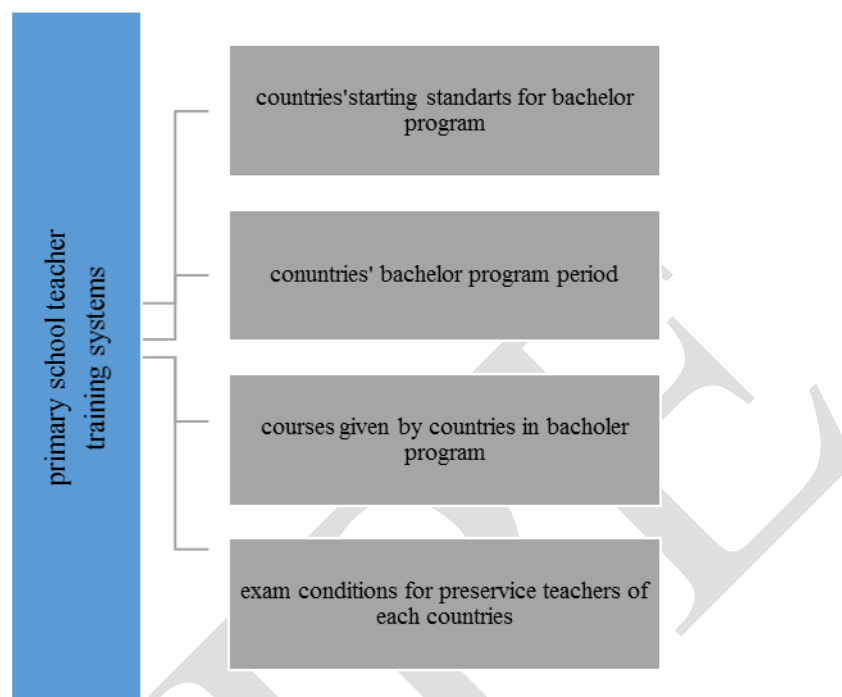 primary school teacher
training systems
countries'starting standarts for bachelor
program
conuntries' bachelor program period
courses given by countries in bacholer
program
exam conditions for preservice teachers of
each countries